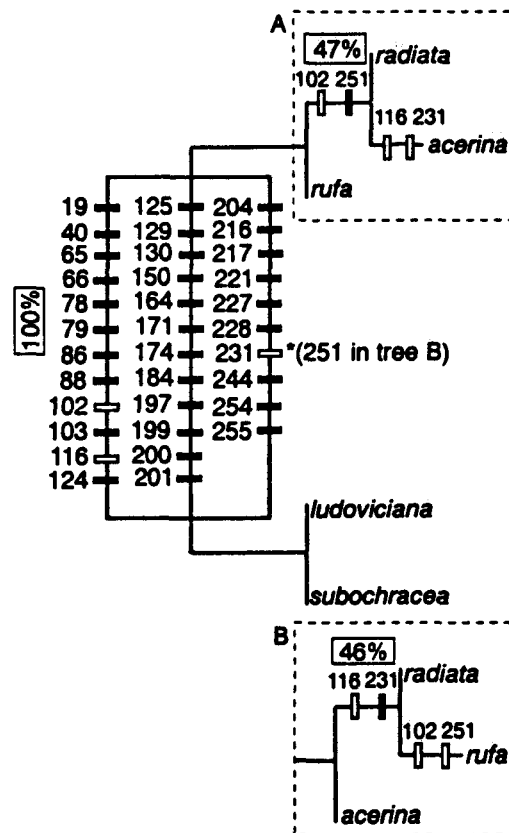 A
47%
radiata
102 251
116 231
acerina
rufa
19 125 204
40 129 216
65 130 217
66 150 221
78 164 227
79 171 228
86 174 231 *(251 in tree B)
88 184 244
102 197 254
103 199 255
116 200
124 201
100%
ludoviciana
subochracea
B
46%
116 231
radiata
102 251
rufa
acerina